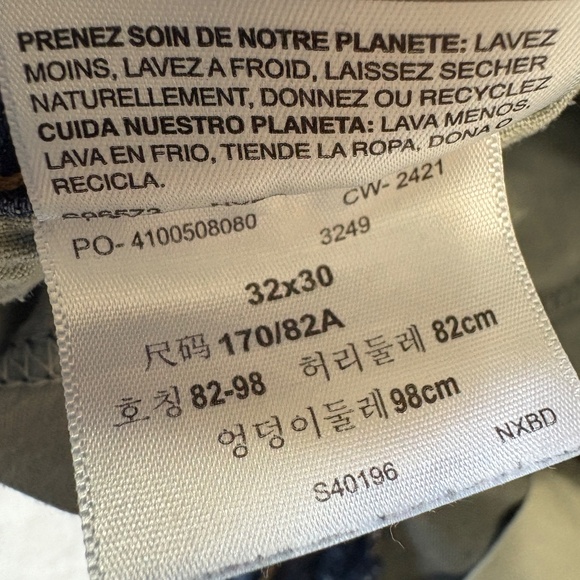 PRENEZ SOIN DE NOTRE PLANETE: LAVEZ
MOINS, LAVEZ A FROID, LAISSEZ SECHER
NATURELLEMENT, DONNEZ OU RECYCLEZ
CUIDA NUESTRO PLANETA: LAVA MENOS,
LAVA EN FRIO, TIENDE LA ROPA, DONA O
RECICLA.
PO- 4100508080 CW- 2421
3249
32x30
尺码 170/82A
호칭 82-98 허리둘레 82cm
엉덩이둘레 98cm
S40196 NXBD